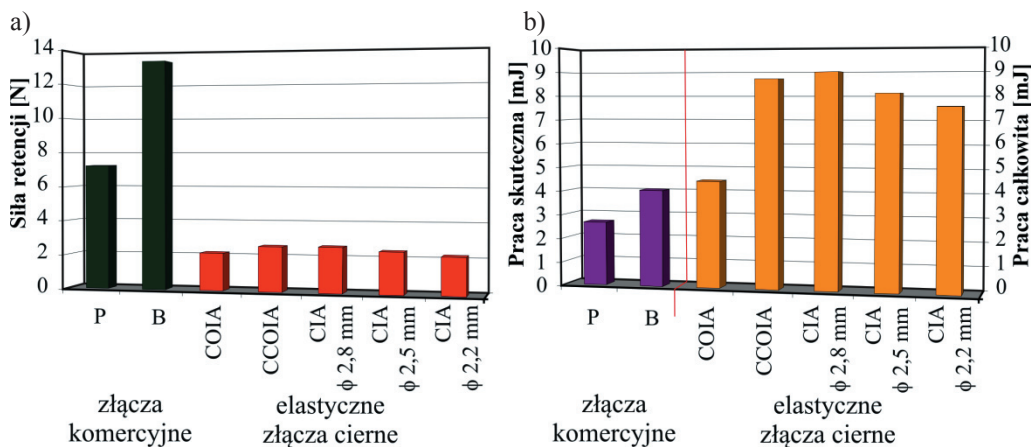 a)
Siła retencji [N]
14
12
10
8
6
4
2
0
P
B
COIA
CCOIA
CIA
ϕ 2,8 mm
CIA
ϕ 2,5 mm
CIA
ϕ 2,2 mm
złącza
komercyjne
elastyczne
złącza cierne
b)
Praca skuteczna [mJ]
10
9
8
7
6
5
4
3
2
1
0
P
B
COIA
CCOIA
CIA
ϕ 2,8 mm
CIA
ϕ 2,5 mm
CIA
ϕ 2,2 mm
10
9
8
7
6
5
4
3
2
1
0
Praca całkowita [mJ]
złącza
komercyjne
elastyczne
złącza cierne